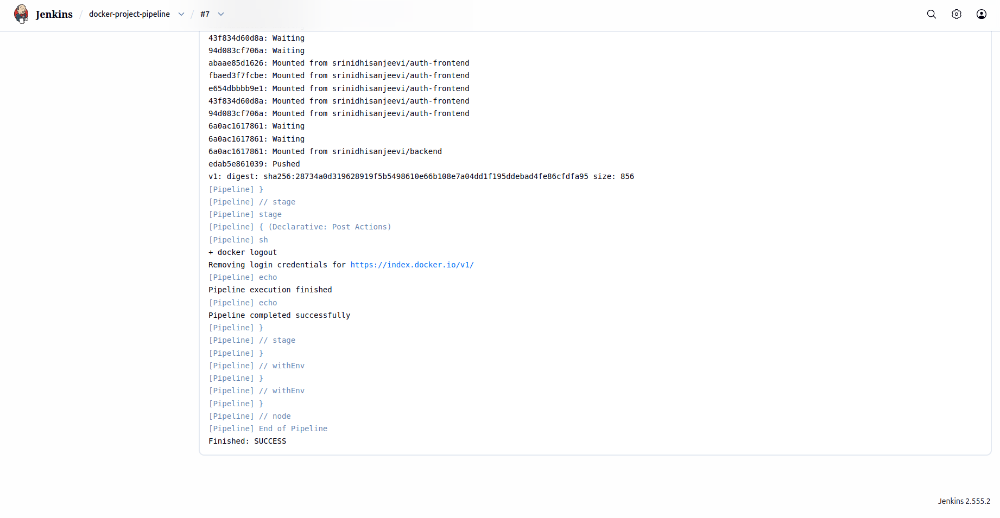 Jenkins / docker-project-pipeline / #7
43f834d60d8a: Waiting
94d083cf706a: Waiting
abaae85d1626: Mounted from srinidhisanjeevi/auth-frontend
fbaed3f7fcbe: Mounted from srinidhisanjeevi/auth-frontend
e654dbbbb9e1: Mounted from srinidhisanjeevi/auth-frontend
43f834d60d8a: Mounted from srinidhisanjeevi/auth-frontend
94d083cf706a: Mounted from srinidhisanjeevi/auth-frontend
6a0ac1617861: Waiting
6a0ac1617861: Waiting
6a0ac1617861: Mounted from srinidhisanjeevi/backend
edab5e861039: Pushed
v1: digest: sha256:28734a0d319628919f5b5498610e66b108e7a04dd1f195ddebad4fe86cfdfa95 size: 856
[Pipeline] }
[Pipeline] // stage
[Pipeline] stage
[Pipeline] { (Declarative: Post Actions)
[Pipeline] sh
+ docker logout
Removing login credentials for https://index.docker.io/v1/
[Pipeline] echo
Pipeline execution finished
[Pipeline] echo
Pipeline completed successfully
[Pipeline] }
[Pipeline] // stage
[Pipeline] }
[Pipeline] // withEnv
[Pipeline] }
[Pipeline] // withEnv
[Pipeline] }
[Pipeline] // node
[Pipeline] End of Pipeline
Finished: SUCCESS
Jenkins 2.555.2